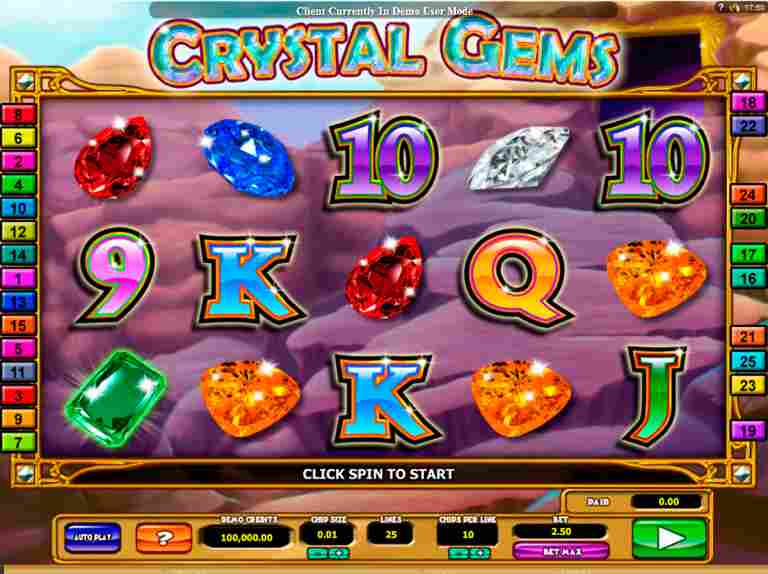 Client Currently In Demo User Mode
? 17:50
CRYSTAL GEMS
8
6
2
4
10
12
14
1
13
15
5
11
3
9
7
18
22
24
20
17
16
21
25
23
19
10 10
9 K Q
K J
CLICK SPIN TO START
PAID 0.00
AUTO PLAY
?
DEMO CREDITS
100,000.00
CHIP SIZE
0.01
LINES
25
CHIPS PER LINE
10
BET
2.50
BET MAX